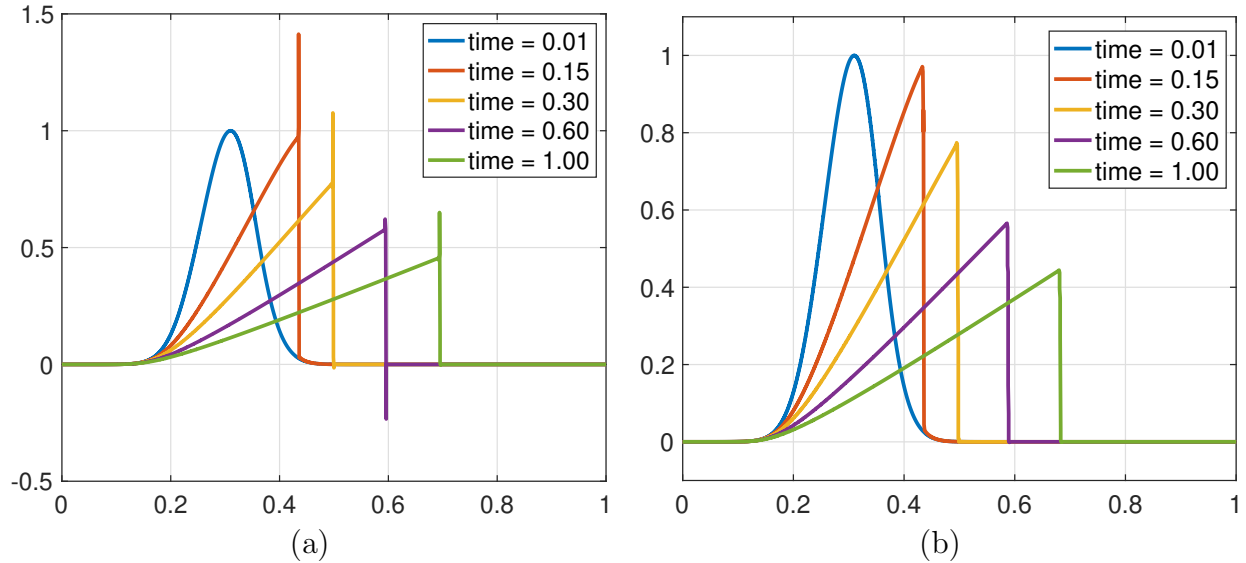 1.5
1
0.5
0
-0.5
0
0.2
0.4
0.6
0.8
1
time = 0.01
time = 0.15
time = 0.30
time = 0.60
time = 1.00
(a)
1
0.8
0.6
0.4
0.2
0
0
0.2
0.4
0.6
0.8
1
time = 0.01
time = 0.15
time = 0.30
time = 0.60
time = 1.00
(b)